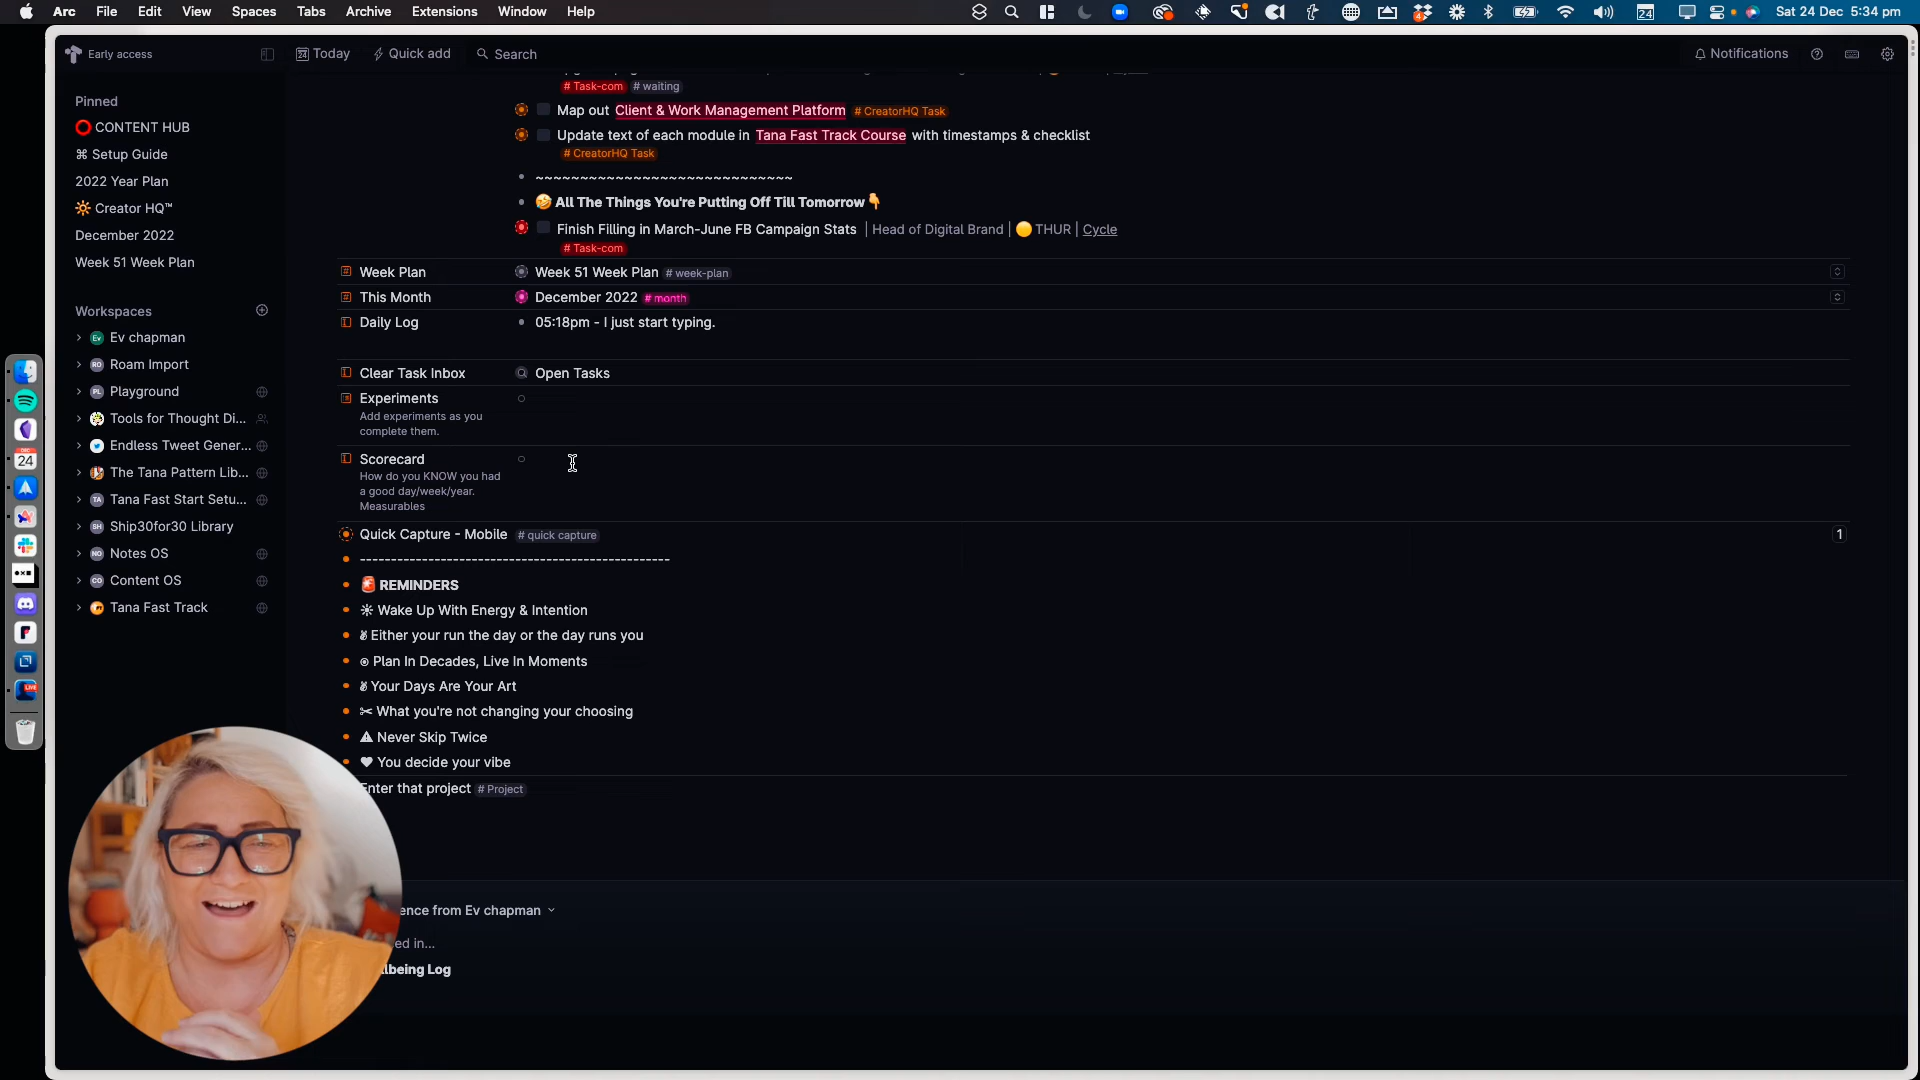 Arc File Edit View Spaces Tabs Archive Extensions Window Help
24 Sat 24 Dec 5:34 pm
Early access
Today Quick add Search Notifications
Pinned
CONTENT HUB
⌘ Setup Guide
2022 Year Plan
🔆 Creator HQ™
December 2022
Week 51 Week Plan
Workspaces
Ev Ev chapman
RO Roam Import
PL Playground
Tools for Thought Di...
Endless Tweet Gener...
The Tana Pattern Lib...
TA Tana Fast Start Setu...
SH Ship30for30 Library
NO Notes OS
CO Content OS
Tana Fast Track
# Task-com # waiting
Map out Client & Work Management Platform # CreatorHQ Task
Update text of each module in Tana Fast Track Course with timestamps & checklist
# CreatorHQ Task
~~~~~~~~~~~~~~~~~~~~~~~~~~~~~
🤣 All The Things You're Putting Off Till Tomorrow 👇
Finish Filling in March-June FB Campaign Stats | Head of Digital Brand | 🟡 THUR | Cycle
# Task-com
Week Plan Week 51 Week Plan # week-plan
This Month December 2022 # month
Daily Log 05:18pm - I just start typing.
Clear Task Inbox Open Tasks
Experiments
Add experiments as you
complete them.
Scorecard
How do you KNOW you had
a good day/week/year.
Measurables
Quick Capture - Mobile # quick capture 1
--------------------------------------------------
🚨 REMINDERS
☀ Wake Up With Energy & Intention
✌ Either your run the day or the day runs you
◉ Plan In Decades, Live In Moments
✌ Your Days Are Your Art
✂ What you're not changing your choosing
⚠ Never Skip Twice
♥ You decide your vibe
Enter that project # Project
ence from Ev chapman
ed in...
lbeing Log
24
LIVE